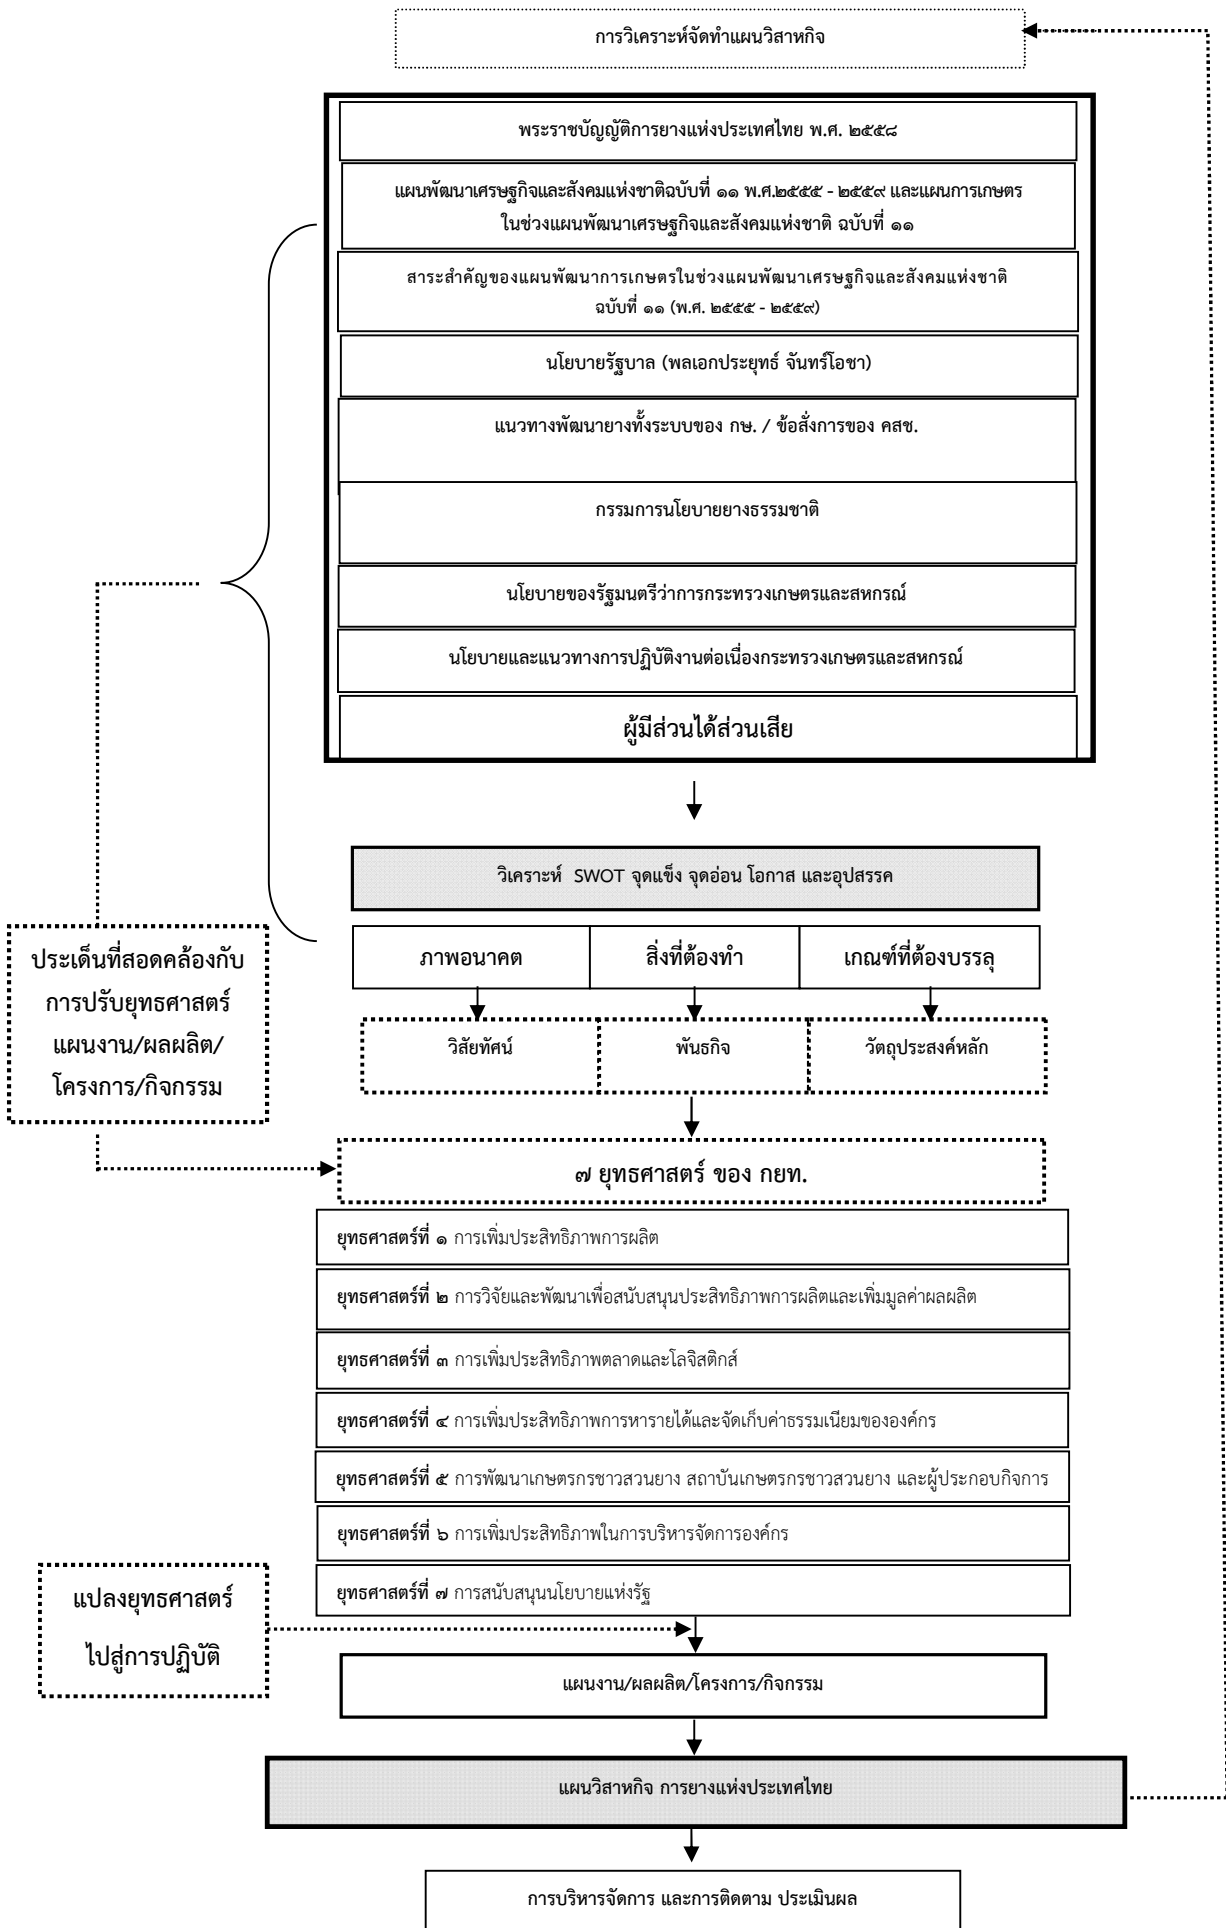 การวิเคราะห์จัดทำแผนวิสาหกิจ
พระราชบัญญัติการยางแห่งประเทศไทย พ.ศ. ๒๕๕๘
แผนพัฒนาเศรษฐกิจและสังคมแห่งชาติฉบับที่ ๑๑ พ.ศ.๒๕๕๕ - ๒๕๕๙ และแผนการเกษตร
ในช่วงแผนพัฒนาเศรษฐกิจและสังคมแห่งชาติ ฉบับที่ ๑๑
สาระสำคัญของแผนพัฒนาการเกษตรในช่วงแผนพัฒนาเศรษฐกิจและสังคมแห่งชาติ
ฉบับที่ ๑๑ (พ.ศ. ๒๕๕๕ - ๒๕๕๙)
นโยบายรัฐบาล (พลเอกประยุทธ์ จันทร์โอชา)
แนวทางพัฒนายางทั้งระบบของ กษ. / ข้อสั่งการของ คสช.
กรรมการนโยบายยางธรรมชาติ
นโยบายของรัฐมนตรีว่าการกระทรวงเกษตรและสหกรณ์
นโยบายและแนวทางการปฏิบัติงานต่อเนื่องกระทรวงเกษตรและสหกรณ์
ผู้มีส่วนได้ส่วนเสีย
วิเคราะห์ SWOT จุดแข็ง จุดอ่อน โอกาส และอุปสรรค
ภาพอนาคต
สิ่งที่ต้องทำ
เกณฑ์ที่ต้องบรรลุ
วิสัยทัศน์
พันธกิจ
วัตถุประสงค์หลัก
ประเด็นที่สอดคล้องกับ
การปรับยุทธศาสตร์
แผนงาน/ผลผลิต/
โครงการ/กิจกรรม
๗ ยุทธศาสตร์ ของ กยท.
ยุทธศาสตร์ที่ ๑ การเพิ่มประสิทธิภาพการผลิต
ยุทธศาสตร์ที่ ๒ การวิจัยและพัฒนาเพื่อสนับสนุนประสิทธิภาพการผลิตและเพิ่มมูลค่าผลผลิต
ยุทธศาสตร์ที่ ๓ การเพิ่มประสิทธิภาพตลาดและโลจิสติกส์
ยุทธศาสตร์ที่ ๔ การเพิ่มประสิทธิภาพการหารายได้และจัดเก็บค่าธรรมเนียมขององค์กร
ยุทธศาสตร์ที่ ๕ การพัฒนาเกษตรกรชาวสวนยาง สถาบันเกษตรกรชาวสวนยาง และผู้ประกอบกิจการ
ยุทธศาสตร์ที่ ๖ การเพิ่มประสิทธิภาพในการบริหารจัดการองค์กร
ยุทธศาสตร์ที่ ๗ การสนับสนุนนโยบายแห่งรัฐ
แปลงยุทธศาสตร์
ไปสู่การปฏิบัติ
แผนงาน/ผลผลิต/โครงการ/กิจกรรม
แผนวิสาหกิจ การยางแห่งประเทศไทย
การบริหารจัดการ และการติดตาม ประเมินผล